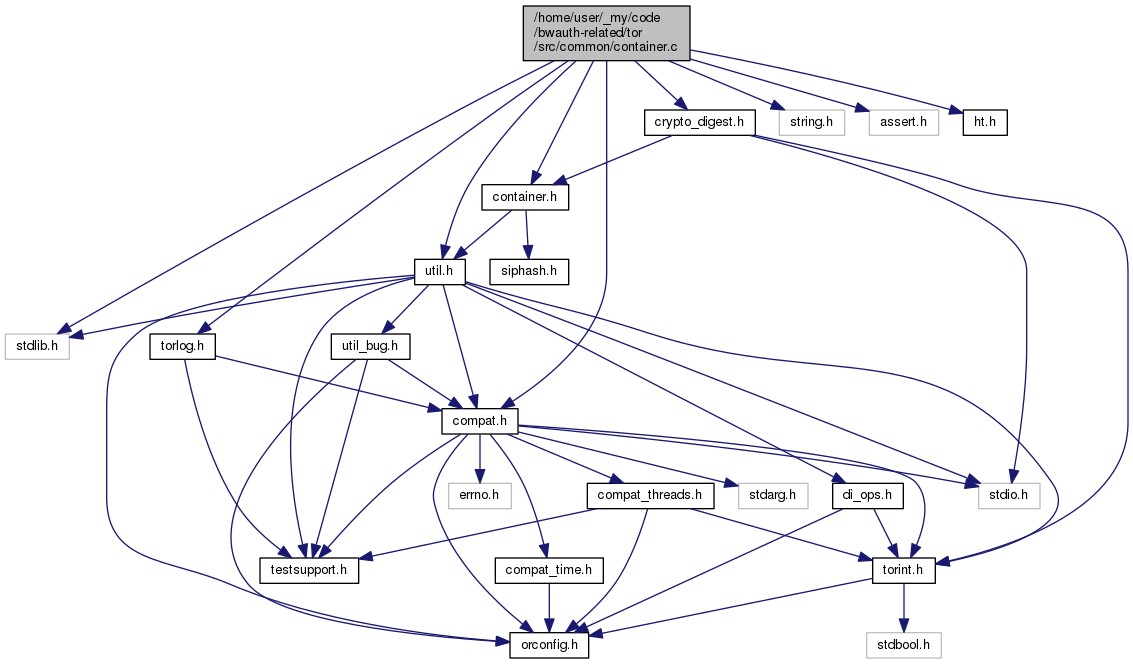 /home/user/_my/code
/bwauth-related/tor
/src/common/container.c
crypto_digest.h
string.h
assert.h
ht.h
container.h
util.h
siphash.h
stdlib.h
torlog.h
util_bug.h
compat.h
errno.h
compat_threads.h
stdarg.h
di_ops.h
stdio.h
testsupport.h
compat_time.h
torint.h
orconfig.h
stdbool.h